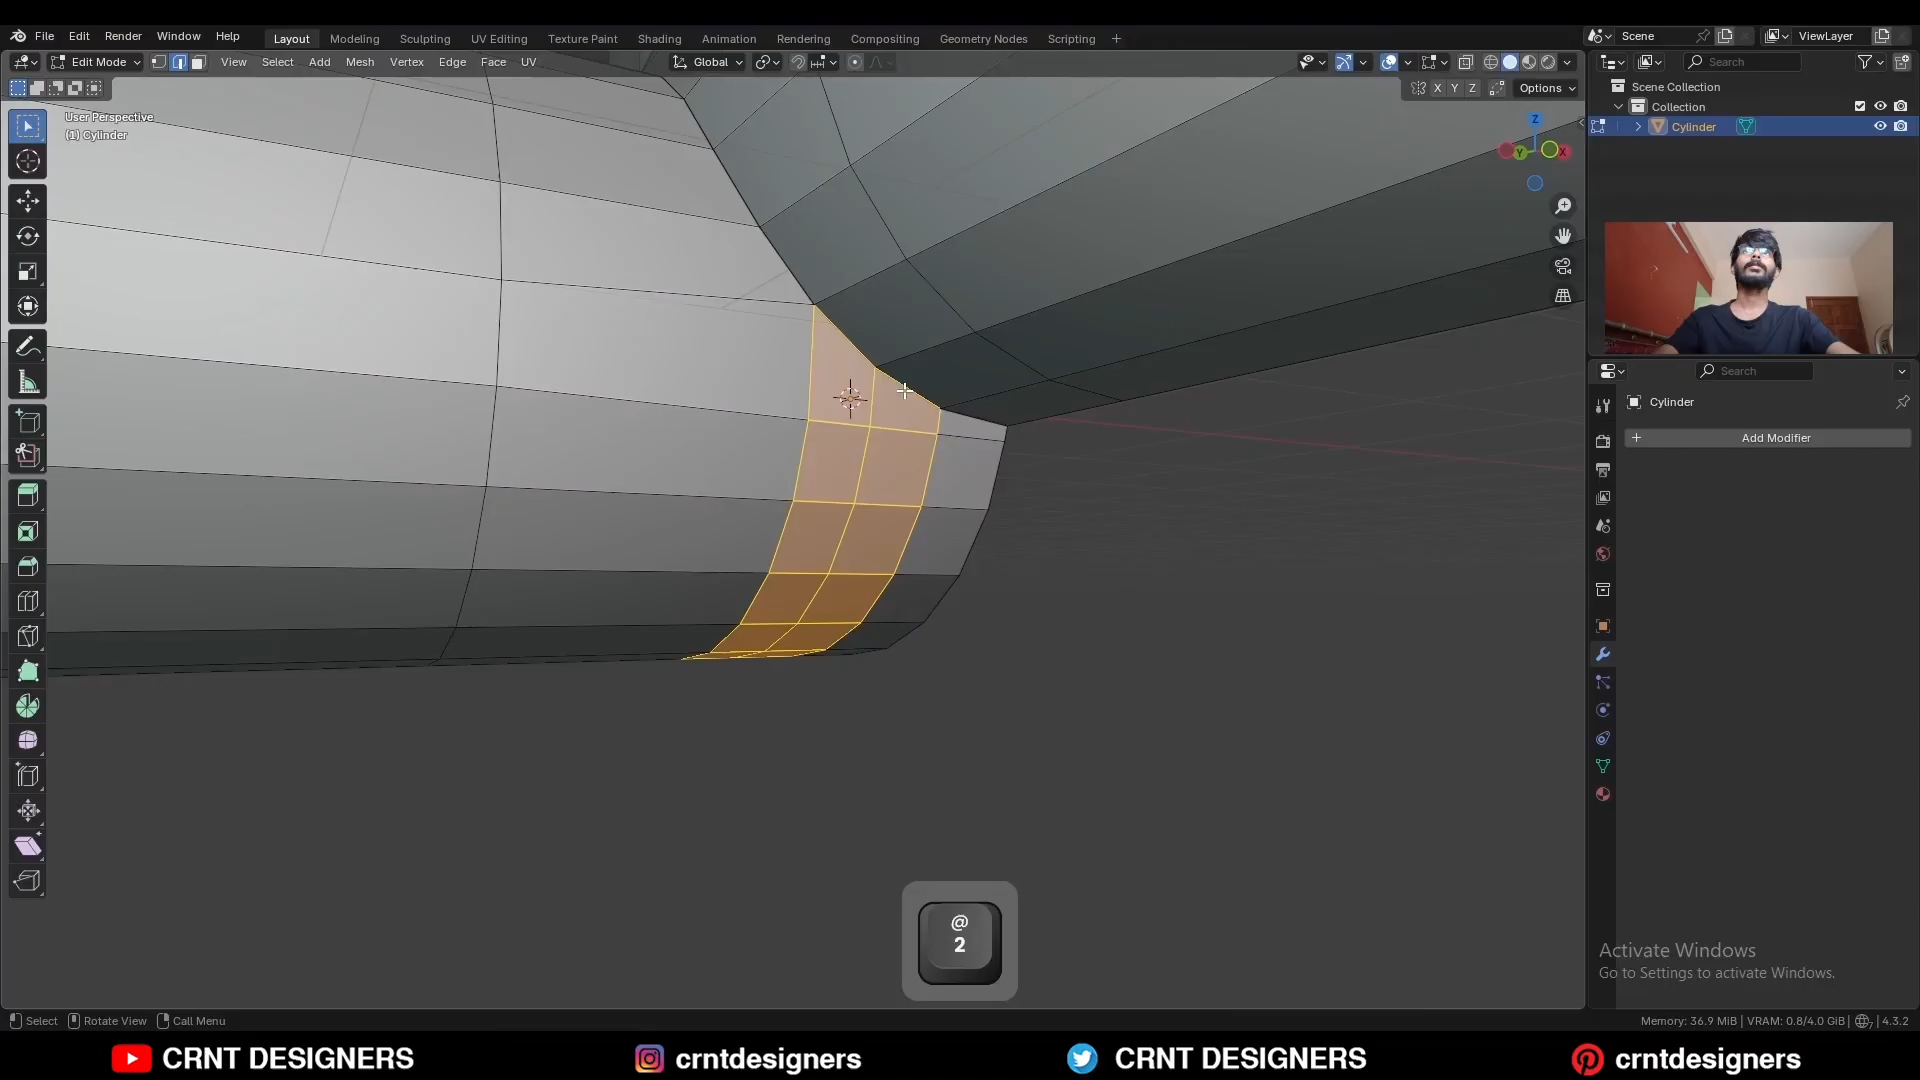 File Edit Render Window Help
Layout Modeling Sculpting UV Editing Texture Paint Shading Animation Rendering Compositing Geometry Nodes Scripting +
Scene
ViewLayer
Edit Mode View Select Add Mesh Vertex Edge Face UV
Global
Search
X Y Z Options
Scene Collection
Collection
Cylinder
User Perspective
(1) Cylinder
Z
Y
X
Search
Cylinder
+ Add Modifier
@
2
Activate Windows
Go to Settings to activate Windows.
Select Rotate View Call Menu
Memory: 36.9 MiB | VRAM: 0.8/4.0 GiB | 7 | 4.3.2
CRNT DESIGNERS
crntdesigners
CRNT DESIGNERS
crntdesigners